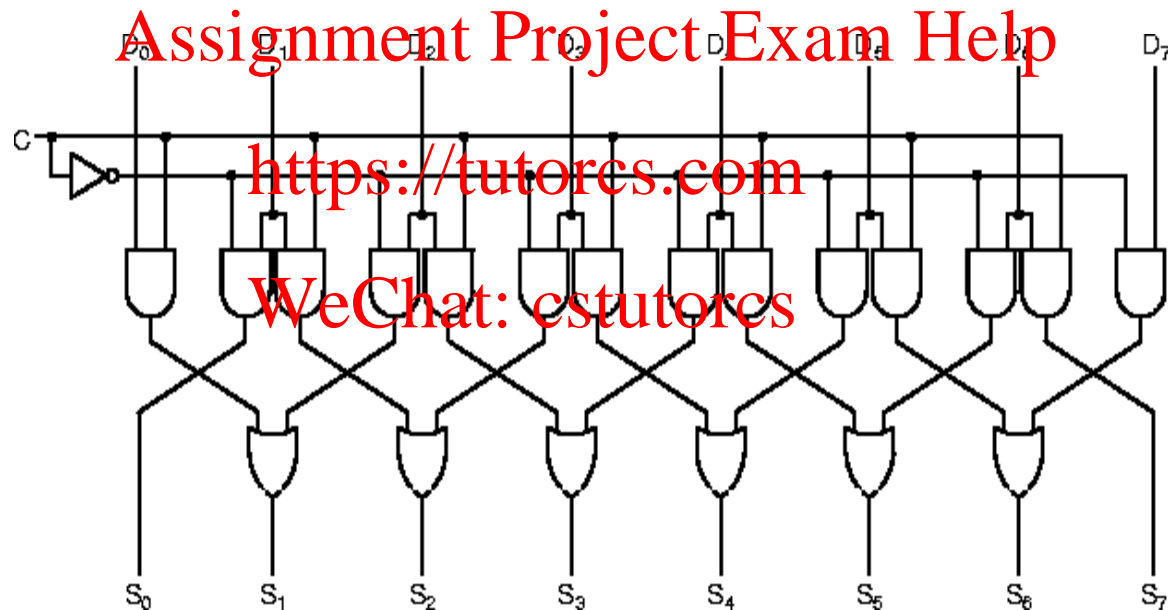 Assignment Project Exam Help
D₀ D₁ D₂ D₃ D D₅ D₆ D₇
C
https://tutorcs.com
WeChat: cstutorcs
S₀ S₁ S₂ S₃ S₄ S₅ S₆ S₇